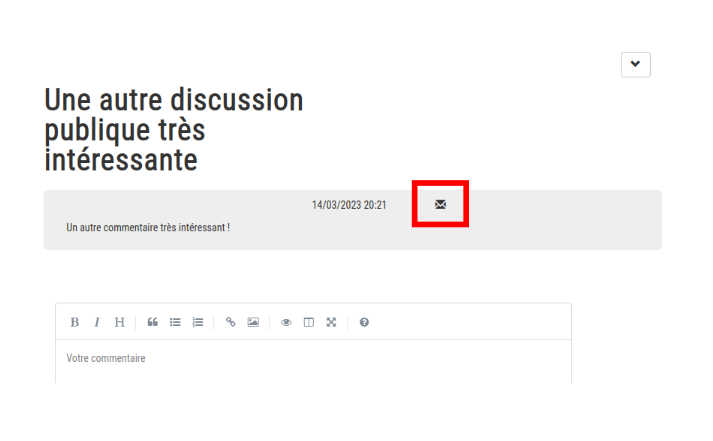 Une autre discussion
publique très
intéressante
14/03/2023 20:21
Un autre commentaire très intéressant !
B I H
Votre commentaire